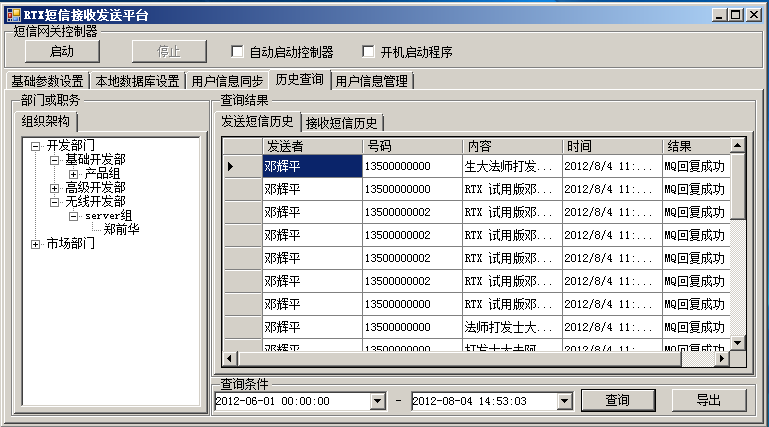 RTX短信接收发送平台
短信网关控制器
启动 停止 自动启动控制器 开机启动程序
基础参数设置 本地数据库设置 用户信息同步 历史查询 用户信息管理
部门或职务
组织架构
开发部门
基础开发部
产品组
高级开发部
无线开发部
server组
郑前华
市场部门
查询结果
发送短信历史 接收短信历史
发送者 号码 内容 时间 结果
邓辉平 13500000000 生大法师打发... 2012/8/4 11:... MQ回复成功
邓辉平 13500000000 RTX 试用版邓... 2012/8/4 11:... MQ回复成功
邓辉平 13500000002 RTX 试用版邓... 2012/8/4 11:... MQ回复成功
邓辉平 13500000002 RTX 试用版邓... 2012/8/4 11:... MQ回复成功
邓辉平 13500000002 RTX 试用版邓... 2012/8/4 11:... MQ回复成功
邓辉平 13500000002 RTX 试用版邓... 2012/8/4 11:... MQ回复成功
邓辉平 13500000000 RTX 试用版邓... 2012/8/4 11:... MQ回复成功
邓辉平 13500000000 法师打发士大... 2012/8/4 11:... MQ回复成功
邓辉平 13500000000 打发士大夫阿... 2012/8/4 11:... MQ回复成功
查询条件
2012-06-01 00:00:00 - 2012-08-04 14:53:03 查询 导出